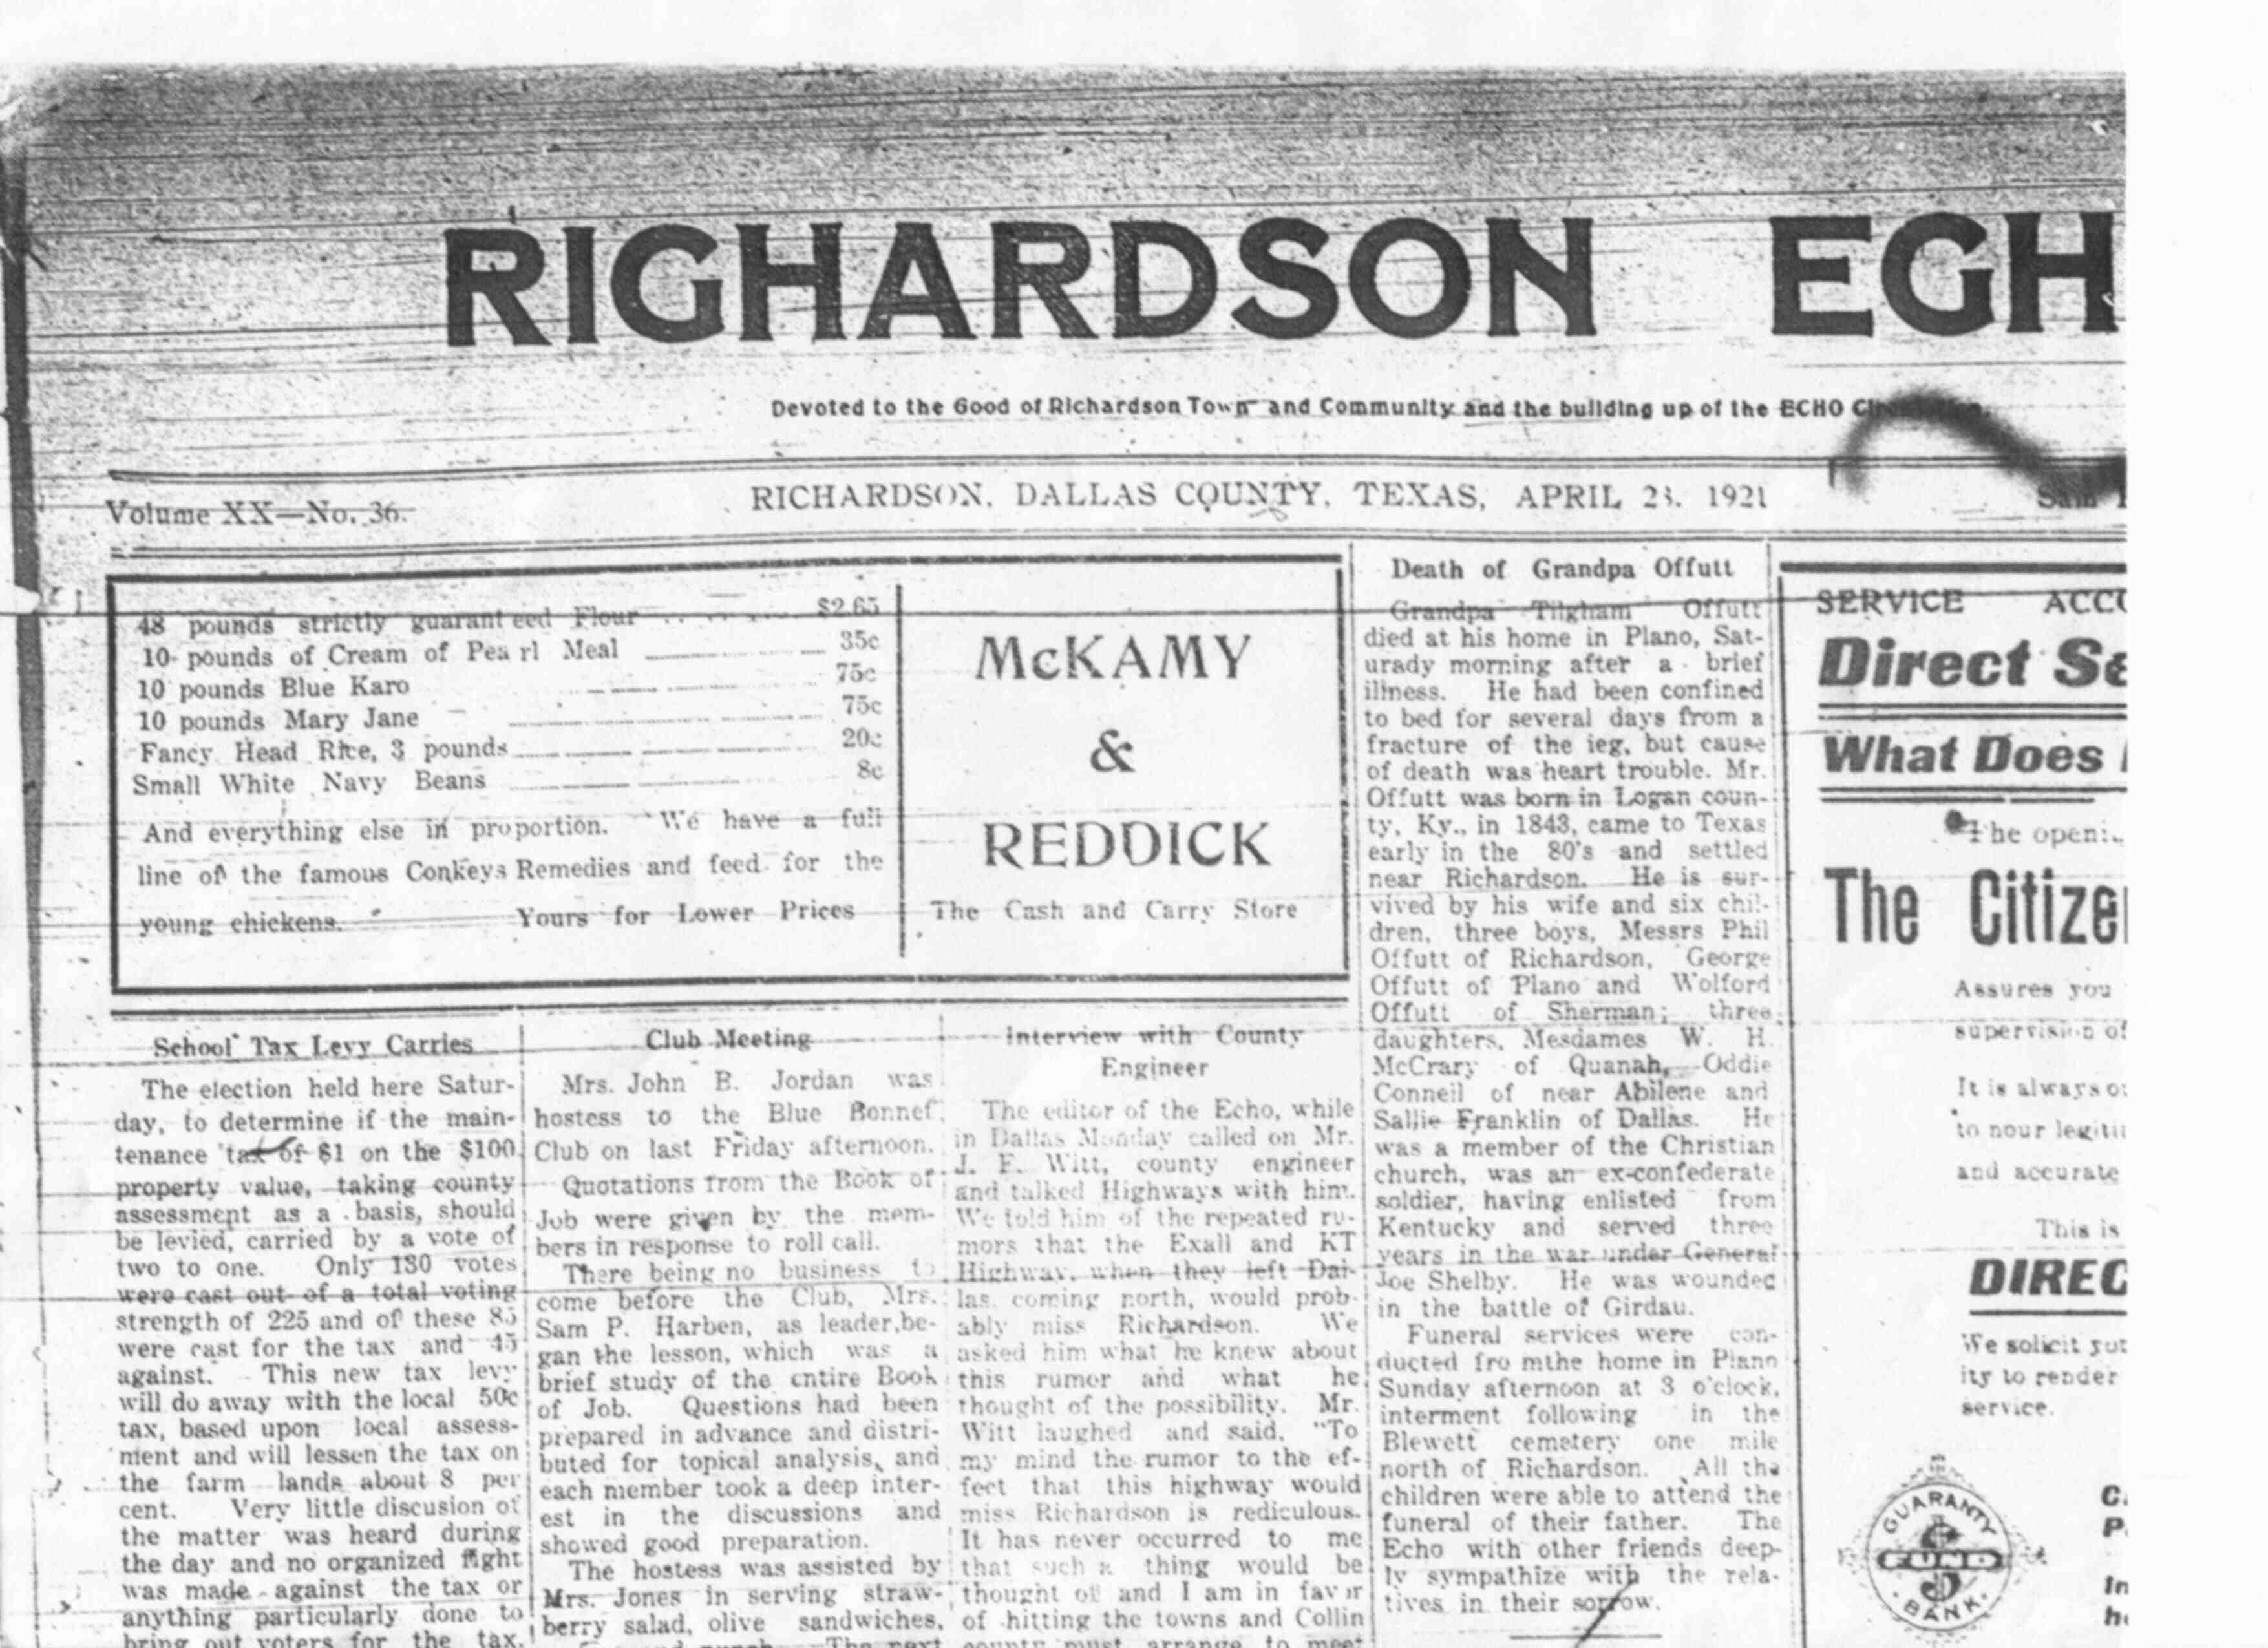 RICHARDSON ECH
Devoted to the Good of Richardson Town and Community and the building up of the ECHO
Volume XX—No. 36.
RICHARDSON, DALLAS COUNTY, TEXAS, APRIL 23. 1921
Sam
48 pounds strictly guaranteed Flour $2.65
10 pounds of Cream of Pearl Meal 35c
10 pounds Blue Karo 75c
10 pounds Mary Jane 75c
Fancy Head Rice, 3 pounds 20c
Small White Navy Beans 8c
And everything else in proportion. We have a full
line of the famous Conkeys Remedies and feed for the
young chickens. Yours for Lower Prices
McKAMY
&
REDDICK
The Cash and Carry Store
School Tax Levy Carries
The election held here Satur-
day, to determine if the main-
tenance tax of $1 on the $100
property value, taking county
assessment as a basis, should
be levied, carried by a vote of
two to one. Only 130 votes
were cast out of a total voting
strength of 225 and of these 85
were cast for the tax and 45
against. This new tax levy
will do away with the local 50c
tax, based upon local assess-
ment and will lessen the tax on
the farm lands about 8 per
cent. Very little discusion of
the matter was heard during
the day and no organized fight
was made against the tax or
anything particularly done to
bring out voters for the tax.
Club Meeting
Mrs. John B. Jordan was
hostess to the Blue Bonnet
Club on last Friday afternoon.
Quotations from the Book of
Job were given by the mem-
bers in response to roll call.
There being no business to
come before the Club, Mrs.
Sam P. Harben, as leader,be-
gan the lesson, which was a
brief study of the entire Book
of Job. Questions had been
prepared in advance and distri-
buted for topical analysis, and
each member took a deep inter-
est in the discussions and
showed good preparation.
The hostess was assisted by
Mrs. Jones in serving straw-
berry salad, olive sandwiches,
The next
Interview with County
Engineer
The editor of the Echo, while
in Dallas Monday called on Mr.
J. F. Witt, county engineer
and talked Highways with him.
We told him of the repeated ru-
mors that the Exall and KT
Highway, when they left Dal-
las, coming north, would prob-
ably miss Richardson. We
asked him what he knew about
this rumor and what he
thought of the possibility. Mr.
Witt laughed and said, "To
my mind the rumor to the ef-
fect that this highway would
miss Richardson is rediculous.
It has never occurred to me
that such a thing would be
thought of and I am in favor
of hitting the towns and Collin
county must arrange to meet
Death of Grandpa Offutt
Grandpa Tilgham Offutt
died at his home in Plano, Sat-
urady morning after a brief
illness. He had been confined
to bed for several days from a
fracture of the leg, but cause
of death was heart trouble. Mr.
Offutt was born in Logan coun-
ty, Ky., in 1843, came to Texas
early in the 80's and settled
near Richardson. He is sur-
vived by his wife and six chil-
dren, three boys, Messrs Phil
Offutt of Richardson, George
Offutt of Plano and Wolford
Offutt of Sherman; three
daughters, Mesdames W. H.
McCrary of Quanah, Oddie
Conneil of near Abilene and
Sallie Franklin of Dallas. He
was a member of the Christian
church, was an ex-confederate
soldier, having enlisted from
Kentucky and served three
years in the war under General
Joe Shelby. He was wounded
in the battle of Girdau.
Funeral services were con-
ducted fro mthe home in Plano
Sunday afternoon at 3 o'clock,
interment following in the
Blewett cemetery one mile
north of Richardson. All the
children were able to attend the
funeral of their father. The
Echo with other friends deep-
ly sympathize with the rela-
tives in their sorrow.
SERVICE ACCO
Direct Se
What Does
The openi
The Citize
Assures you
supervision of
It is always o
to nour legiti
and accurate
This is
DIREC
We solicit you
ity to render
service.
GUARANTY
FUND
BANK
C
P
In
h